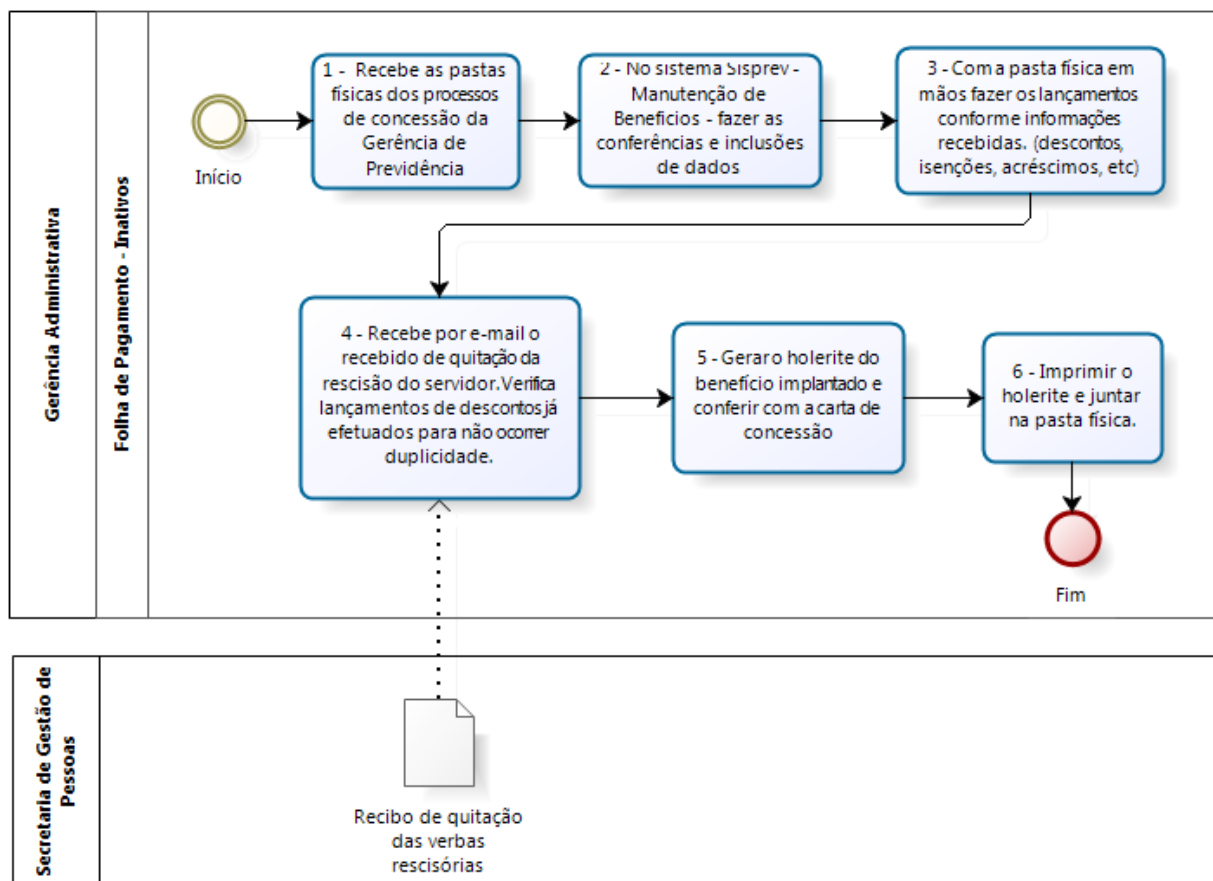 Gerência Administrativa
Folha de Pagamento - Inativos
Início
1 - Recebe as pastas
físicas dos processos
de concessão da
Gerência de
Previdência
2 - No sistema Sisprev -
Manutenção de
Beneficios - fazer as
conferências e inclusões
de dados
3 - Com a pasta física em
mãos fazer os lançamentos
conforme informações
recebidas. (descontos,
isenções, acréscimos, etc)
4 - Recebe por e-mail o
recebido de quitação da
rescisão do servidor.Verifica
lançamentos de descontos já
efetuados para não ocorrer
duplicidade.
5 - Gerar o holerite do
benefício implantado e
conferir com a carta de
concessão
6 - Imprimir o
holerite e juntar
na pasta física.
Fim
Secretaria de Gestão de
Pessoas
Recibo de quitação
das verbas
rescisórias